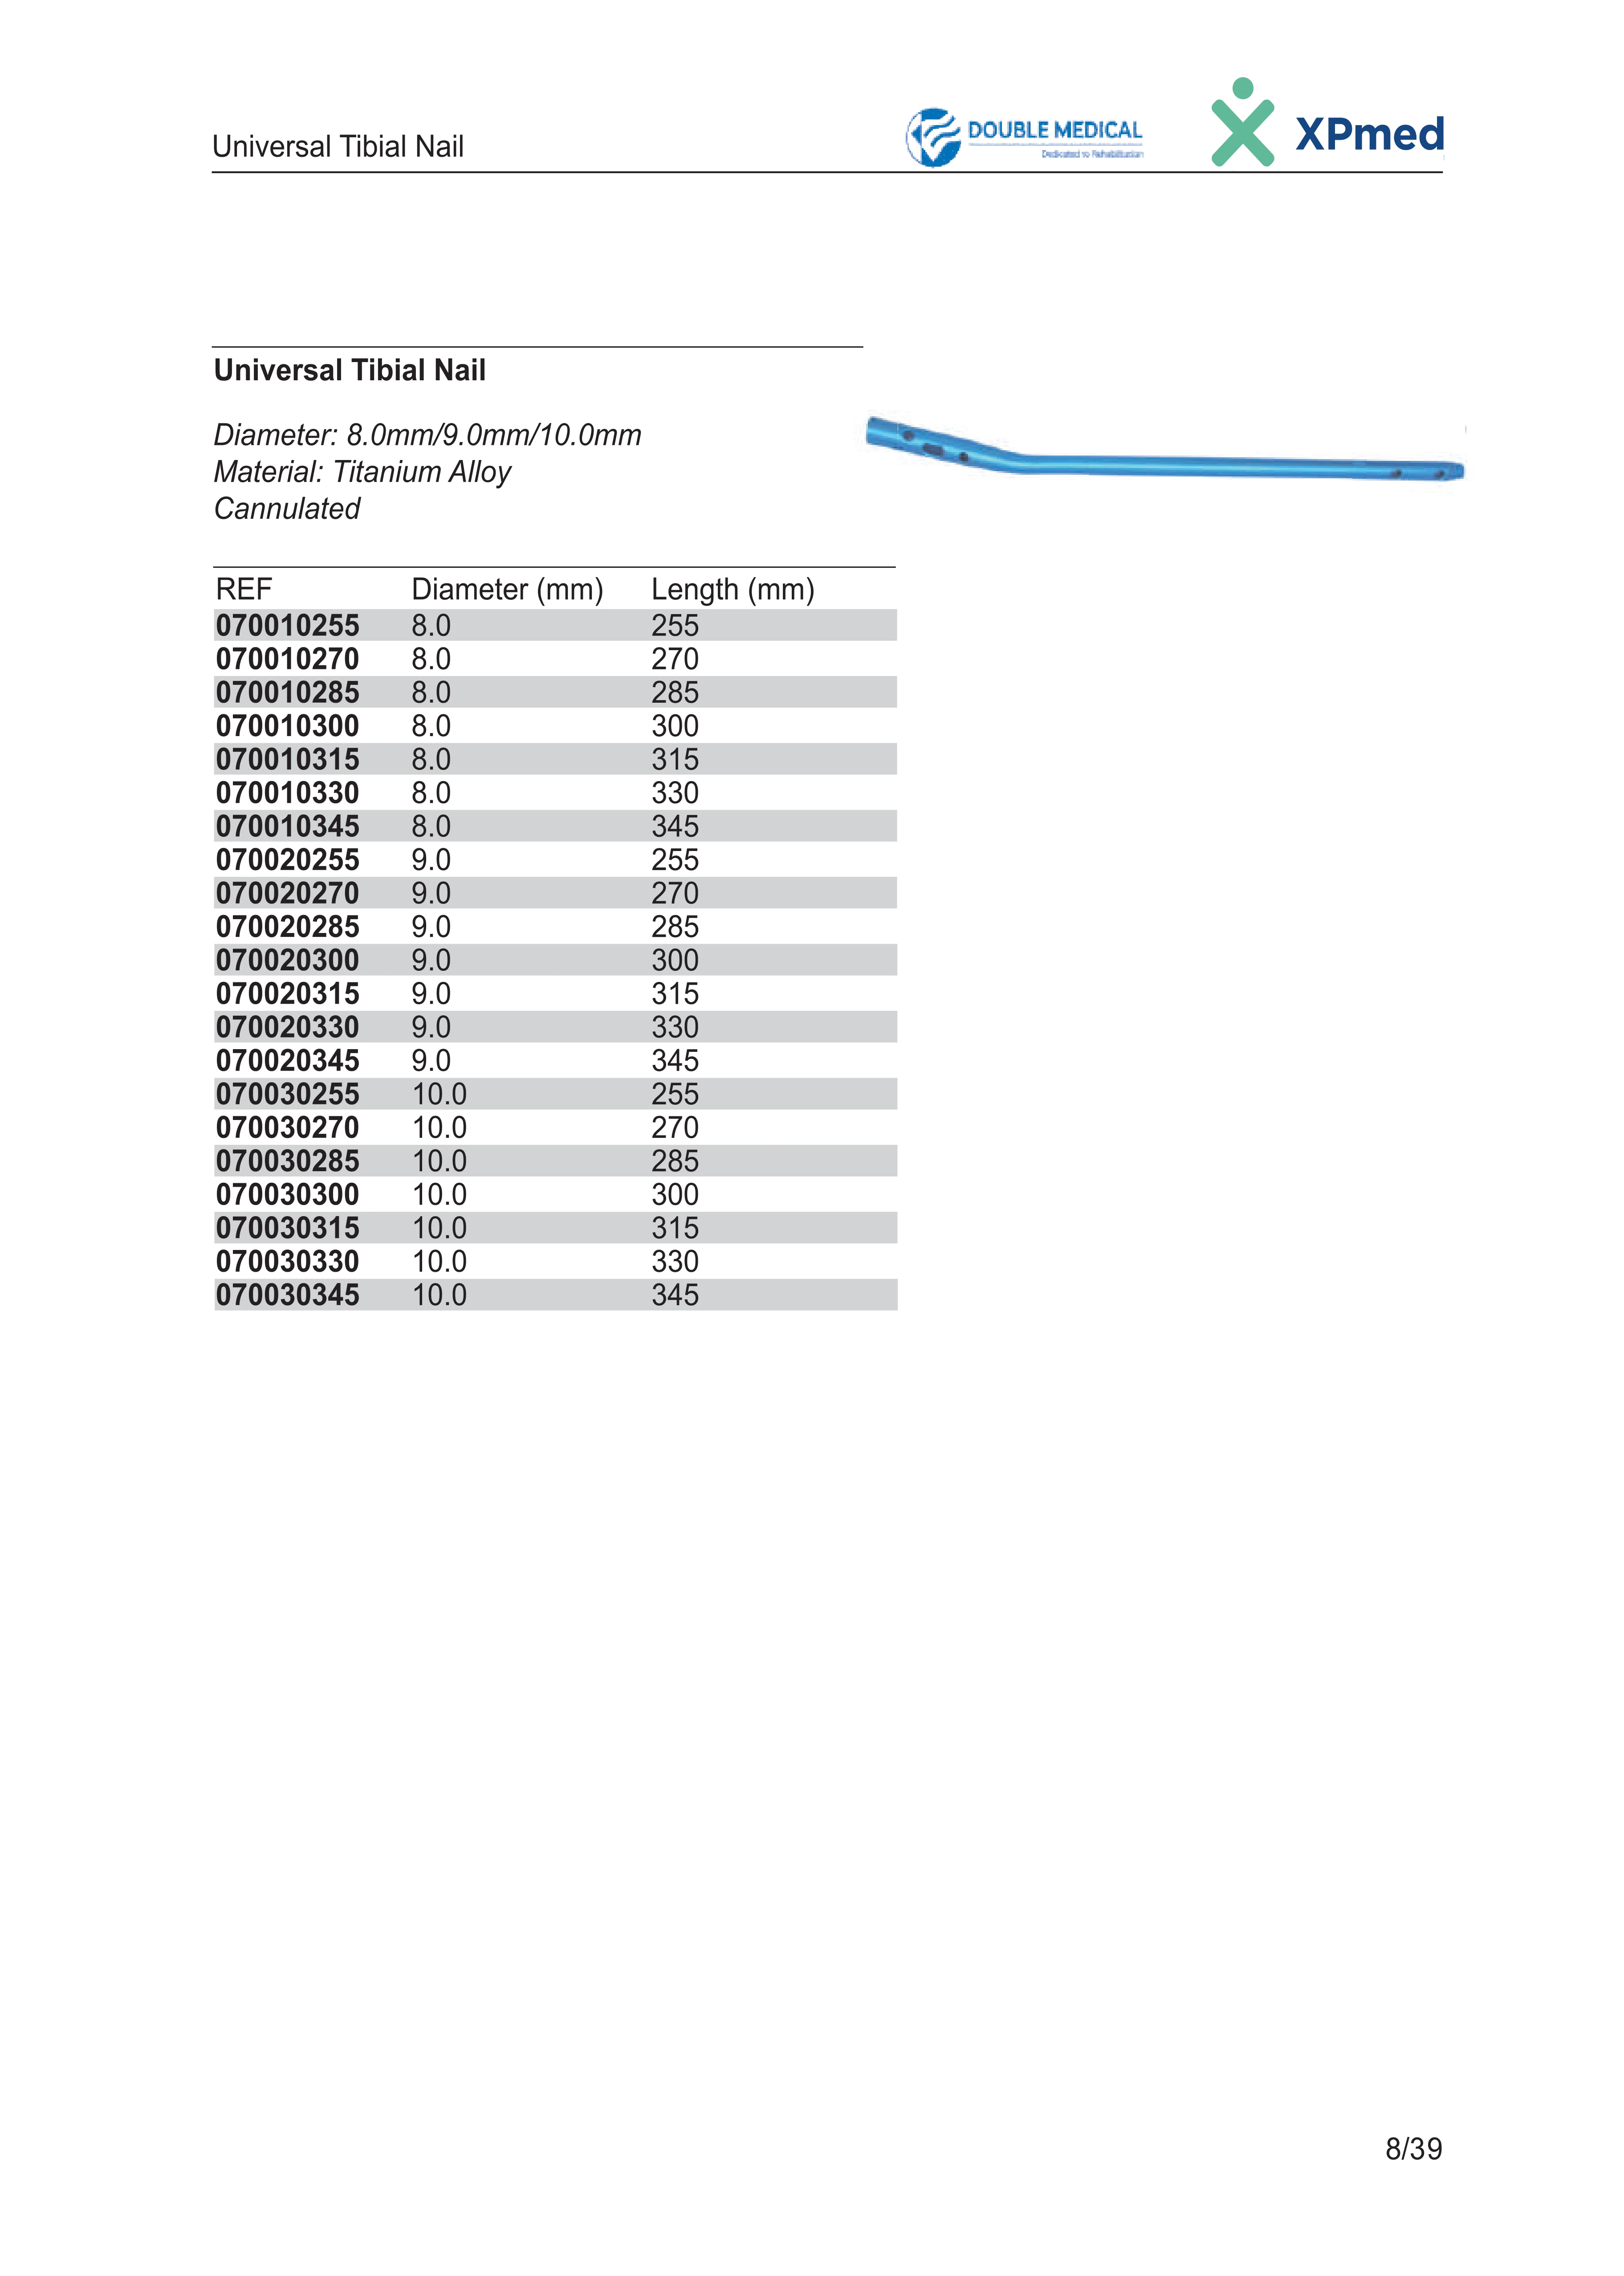 Universal Tibial Nail
DOUBLE MEDICAL
Dedicated to Rehabilitation
XPmed
Universal Tibial Nail
Diameter: 8.0mm/9.0mm/10.0mm
Material: Titanium Alloy
Cannulated
REF Diameter (mm) Length (mm)
070010255 8.0 255
070010270 8.0 270
070010285 8.0 285
070010300 8.0 300
070010315 8.0 315
070010330 8.0 330
070010345 8.0 345
070020255 9.0 255
070020270 9.0 270
070020285 9.0 285
070020300 9.0 300
070020315 9.0 315
070020330 9.0 330
070020345 9.0 345
070030255 10.0 255
070030270 10.0 270
070030285 10.0 285
070030300 10.0 300
070030315 10.0 315
070030330 10.0 330
070030345 10.0 345
8/39